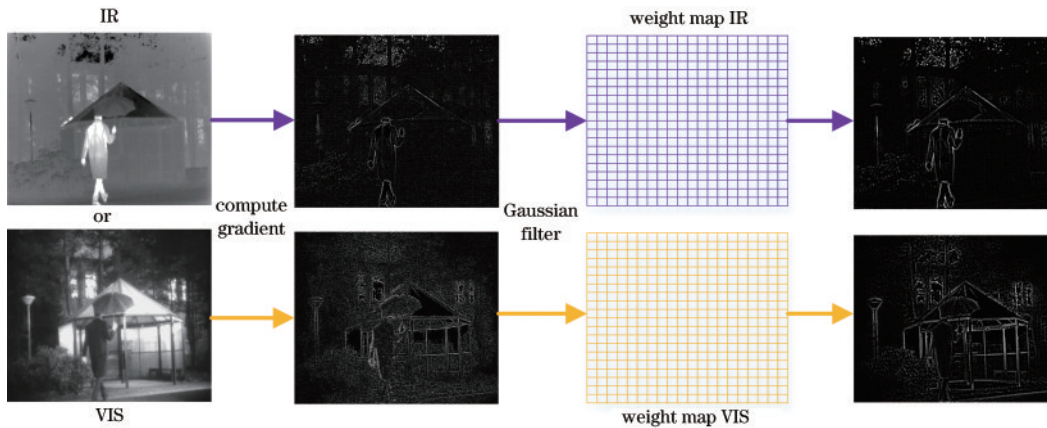 IR
weight map IR
or
compute
gradient
Gaussian
filter
VIS
weight map VIS